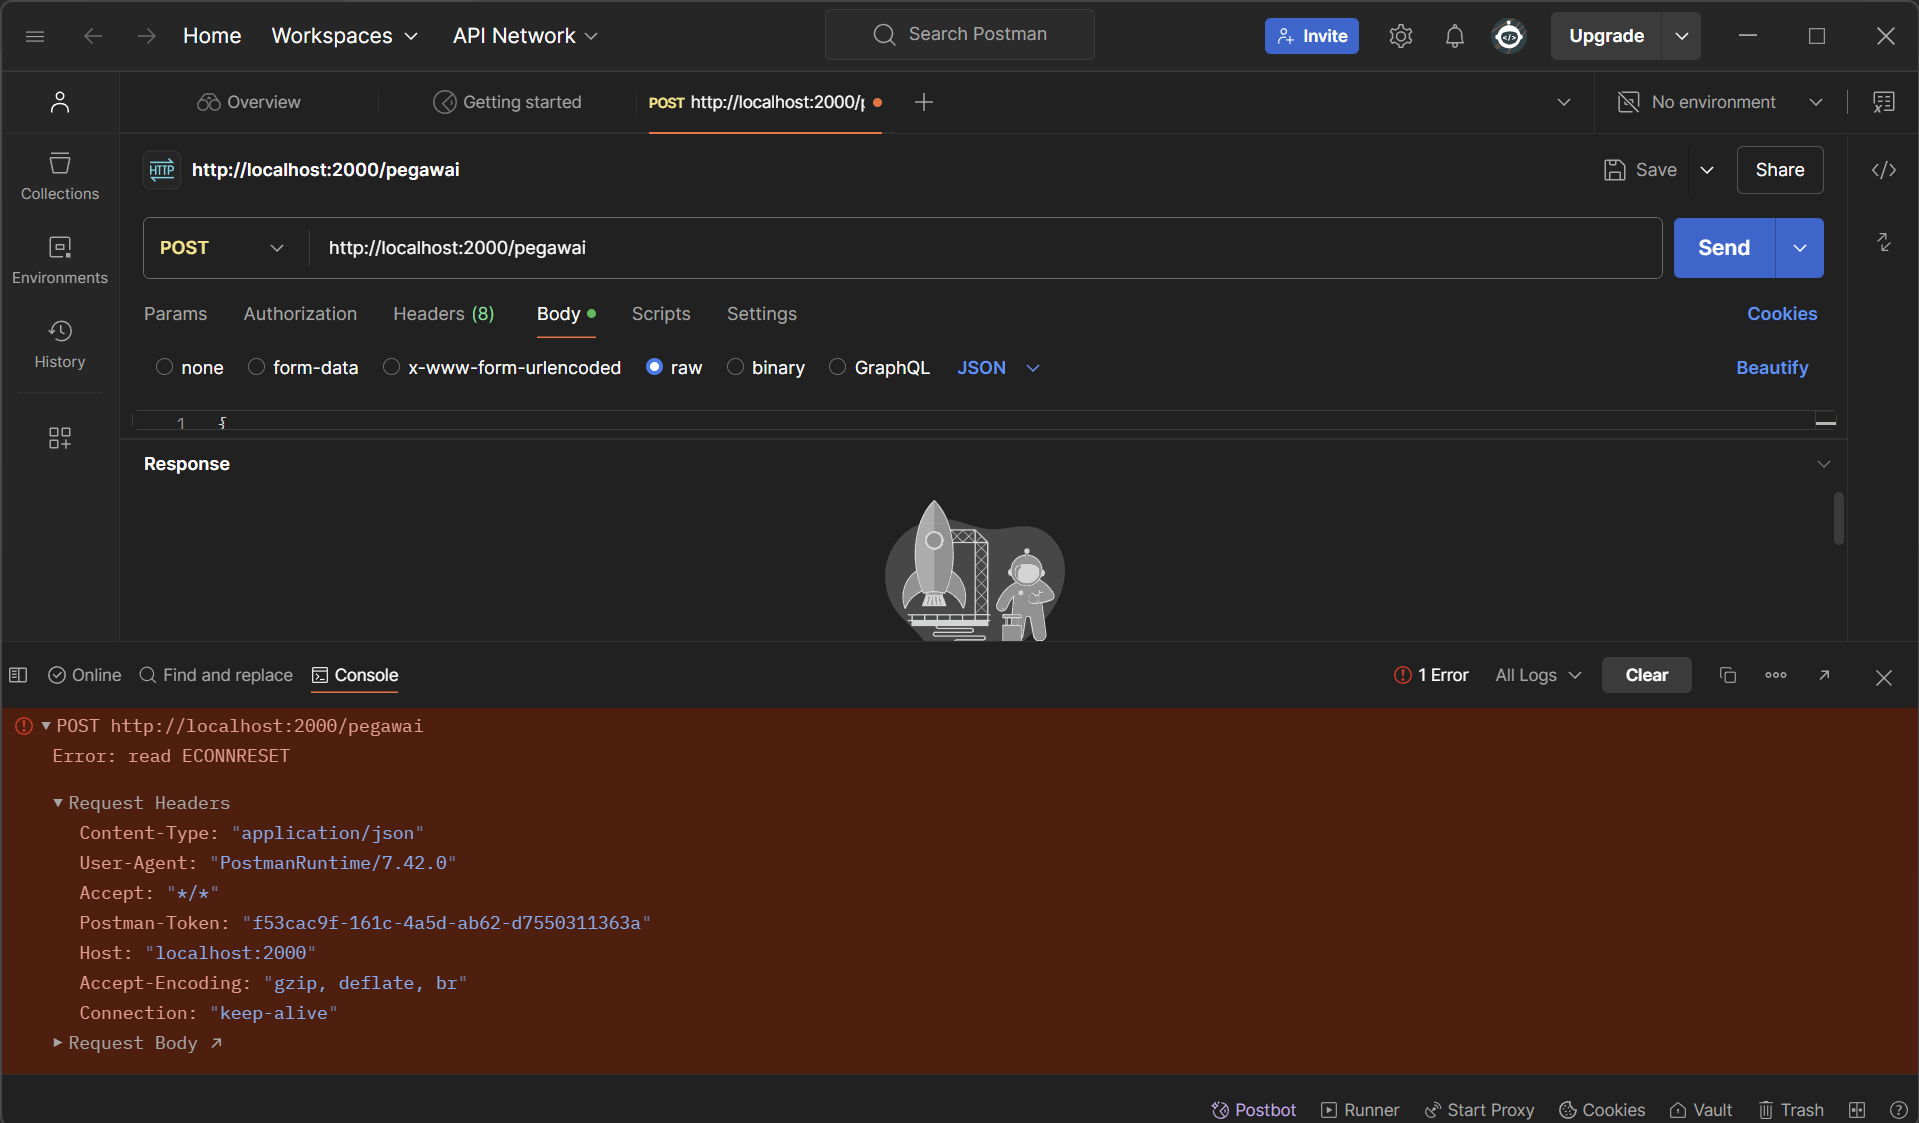 Home Workspaces API Network Search Postman Invite Upgrade
Overview Getting started POST http://localhost:2000/ No environment
HTTP http://localhost:2000/pegawai Save Share
Collections
POST http://localhost:2000/pegawai Send
Environments
Params Authorization Headers (8) Body Scripts Settings Cookies
History
none form-data x-www-form-urlencoded raw binary GraphQL JSON Beautify
1 {
Response
Online Find and replace Console 1 Error All Logs Clear
POST http://localhost:2000/pegawai
Error: read ECONNRESET
Request Headers
Content-Type: "application/json"
User-Agent: "PostmanRuntime/7.42.0"
Accept: "*/*"
Postman-Token: "f53cac9f-161c-4a5d-ab62-d7550311363a"
Host: "localhost:2000"
Accept-Encoding: "gzip, deflate, br"
Connection: "keep-alive"
Request Body
Postbot Runner Start Proxy Cookies Vault Trash